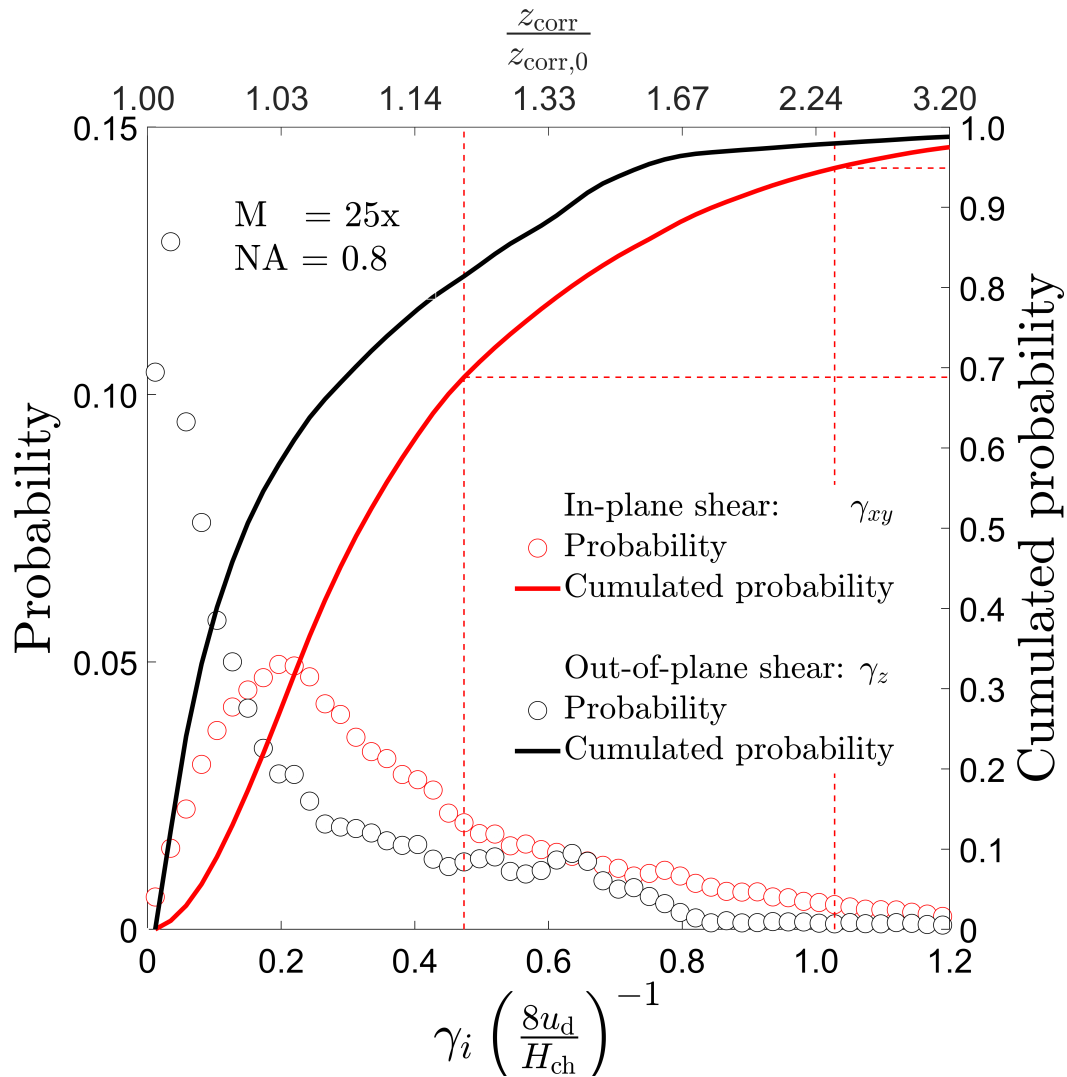 z_corr / z_corr,0
1.00 1.03 1.14 1.33 1.67 2.24 3.20
0.15
0.10
0.05
0
Probability
1.0
0.9
0.8
0.7
0.6
0.5
0.4
0.3
0.2
0.1
0
Cumulated probability
M = 25x
NA = 0.8
In-plane shear: γ_xy
Probability
Cumulated probability
Out-of-plane shear: γ_z
Probability
Cumulated probability
0 0.2 0.4 0.6 0.8 1.0 1.2
γ_i (8u_d / H_ch)^−1